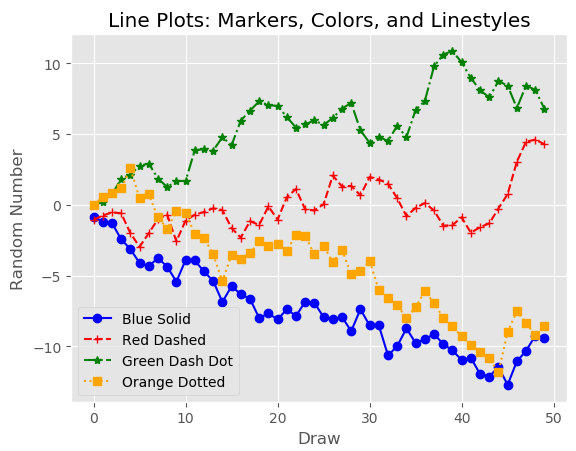 Line Plots: Markers, Colors, and Linestyles
Random Number
10
5
0
−5
−10
Blue Solid
Red Dashed
Green Dash Dot
Orange Dotted
0 10 20 30 40 50
Draw